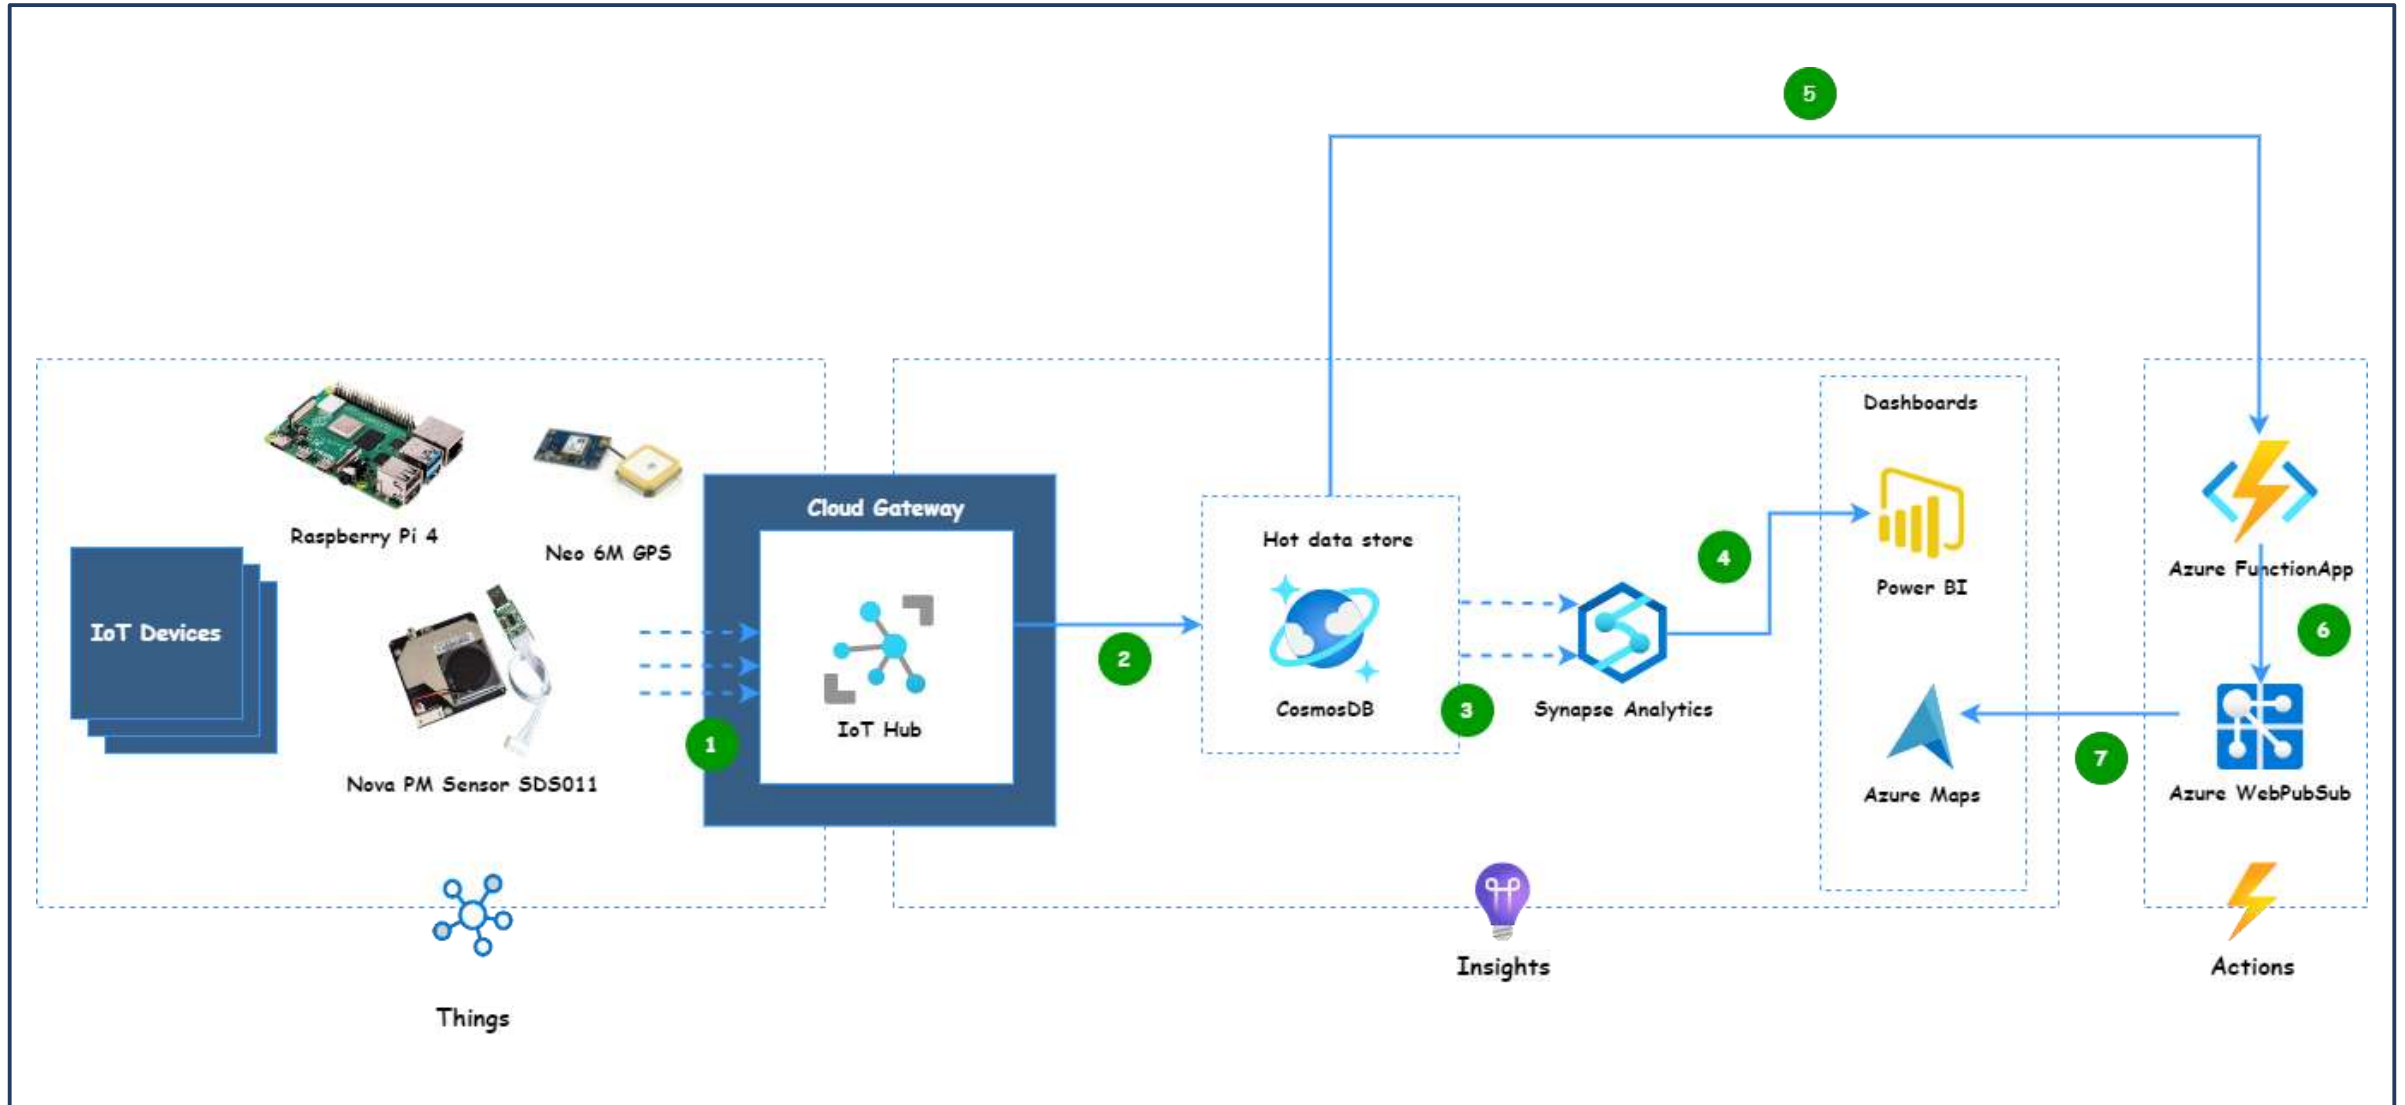 5
Dashboards
Cloud Gateway
Raspberry Pi 4
Neo 6M GPS
Hot data store
4
Power BI
Azure FunctionApp
IoT Devices
6
2
CosmosDB
3
Synapse Analytics
IoT Hub
1
7
Nova PM Sensor SDS011
Azure Maps
Azure WebPubSub
Insights
Actions
Things